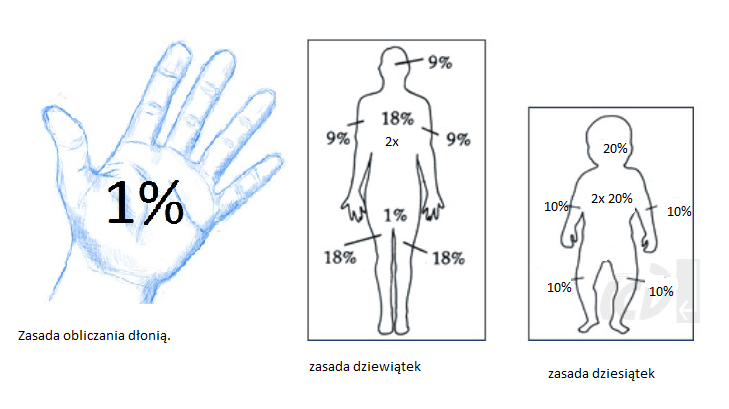 1%
Zasada obliczania dłonią.
9%
18%
2x
9%
9%
1%
18%
18%
zasada dziewiątek
20%
2x 20%
10%
10%
10%
10%
zasada dziesiątek